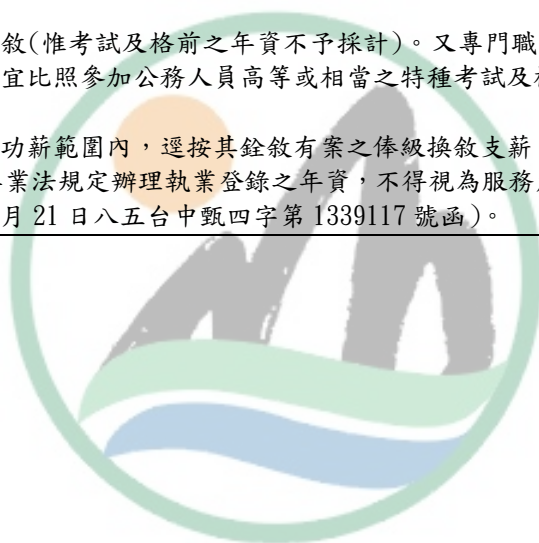 敘(惟考試及格前之年資不予採計)。又專門職
宜比照參加公務人員高等或相當之特種考試及
功薪範圍內，逕按其銓敘有案之俸級換敘支薪
業法規定辦理執業登錄之年資，不得視為服務
月 21 日八五台中甄四字第 1339117 號函)。